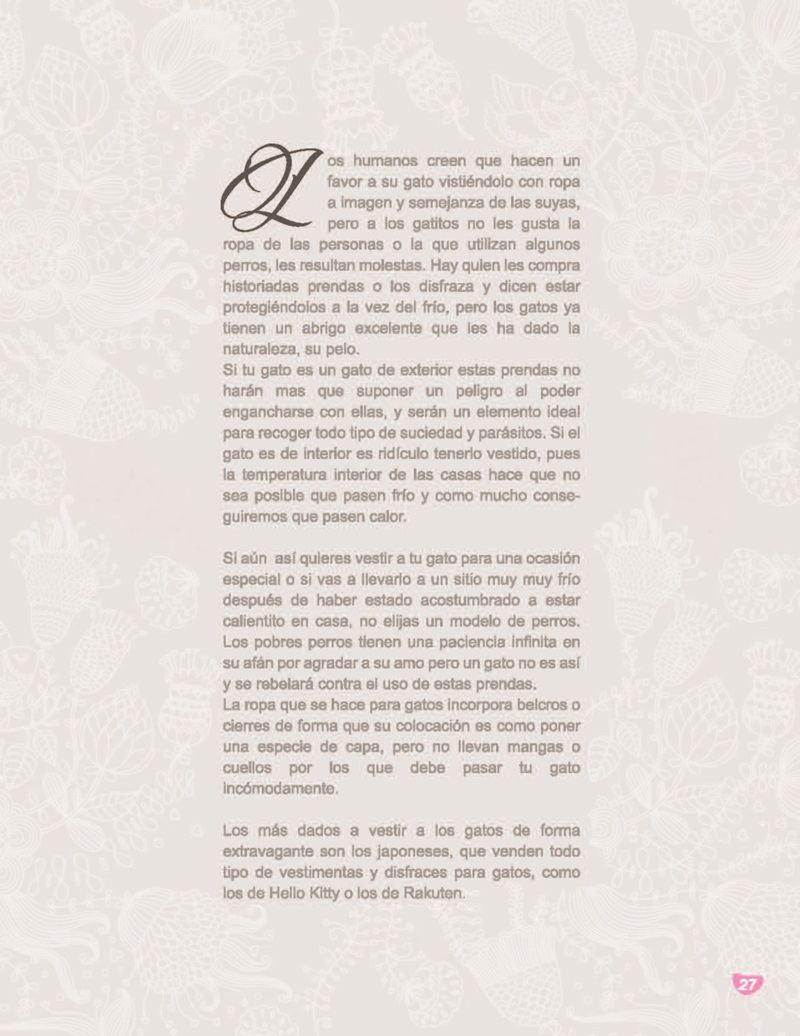 Los humanos creen que hacen un
favor a su gato vistiéndolo con ropa
a imagen y semejanza de las suyas,
pero a los gatitos no les gusta la
ropa de las personas o la que utilizan algunos
perros, les resultan molestas. Hay quien les compra
historiadas prendas o los disfraza y dicen estar
protegiéndolos a la vez del frío, pero los gatos ya
tienen un abrigo excelente que les ha dado la
naturaleza, su pelo.
Si tu gato es un gato de exterior estas prendas no
harán mas que suponer un peligro al poder
engancharse con ellas, y serán un elemento ideal
para recoger todo tipo de suciedad y parásitos. Si el
gato es de interior es ridículo tenerlo vestido, pues
la temperatura interior de las casas hace que no
sea posible que pasen frío y como mucho conse-
guiremos que pasen calor.
Si aún así quieres vestir a tu gato para una ocasión
especial o si vas a llevarlo a un sitio muy muy frío
después de haber estado acostumbrado a estar
calientito en casa, no elijas un modelo de perros.
Los pobres perros tienen una paciencia infinita en
su afán por agradar a su amo pero un gato no es así
y se rebelará contra el uso de estas prendas.
La ropa que se hace para gatos incorpora belcros o
cierres de forma que su colocación es como poner
una especie de capa, pero no llevan mangas o
cuellos por los que debe pasar tu gato
incómodamente.
Los más dados a vestir a los gatos de forma
extravagante son los japoneses, que venden todo
tipo de vestimentas y disfraces para gatos, como
los de Hello Kitty o los de Rakuten.
27